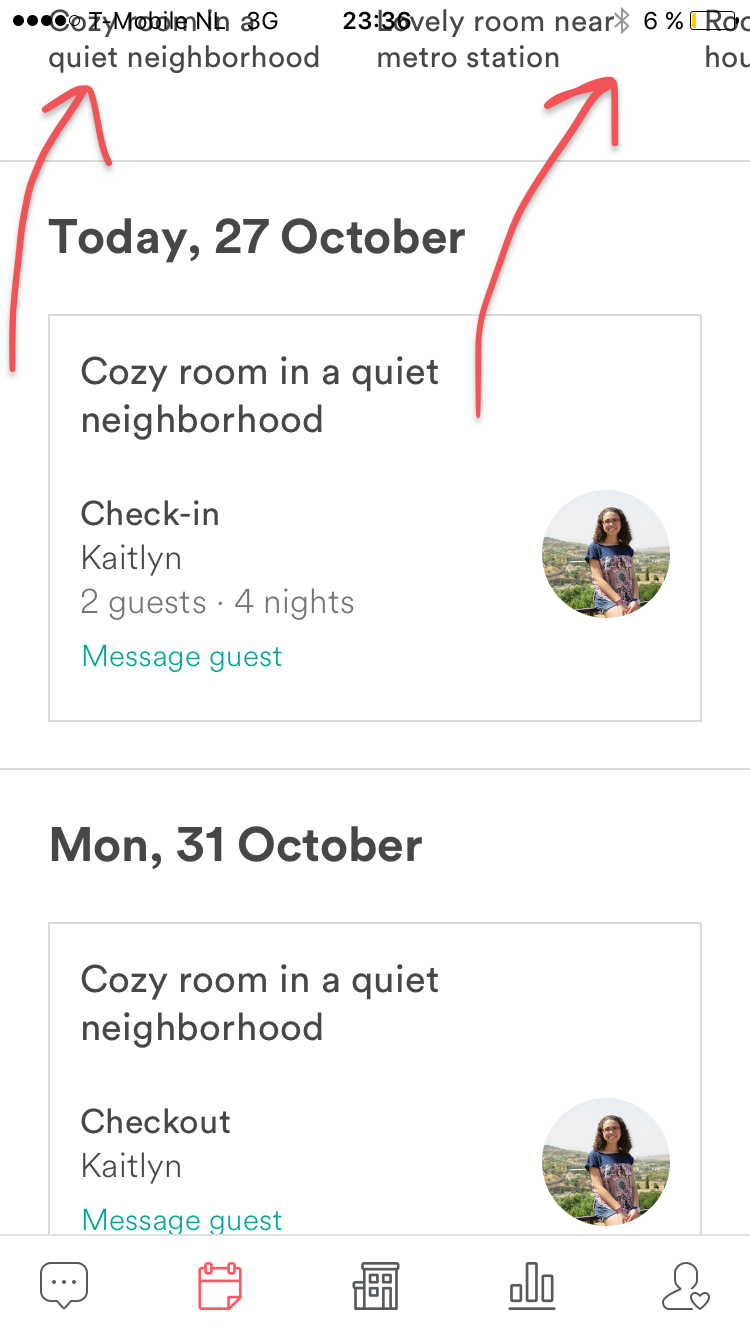 T-Mobile NL 3G 23:36 6 %
Cozy room in a Lovely room near
quiet neighborhood metro station
Today, 27 October
Cozy room in a quiet
neighborhood
Check-in
Kaitlyn
2 guests · 4 nights
Message guest
Mon, 31 October
Cozy room in a quiet
neighborhood
Checkout
Kaitlyn
Message guest